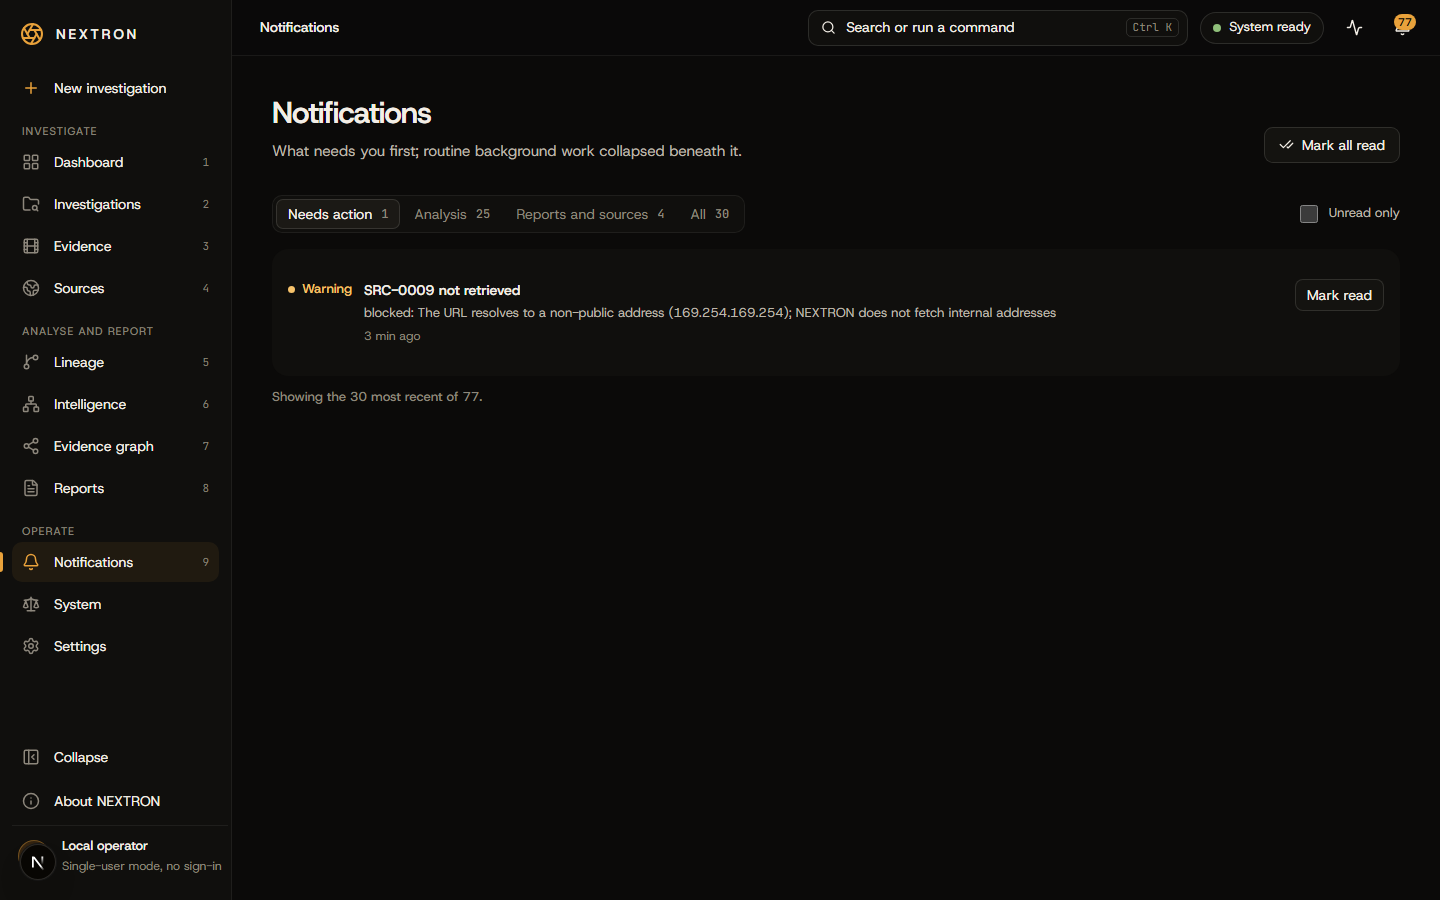 NEXTRON
Notifications
Search or run a command
Ctrl K
System ready
77
New investigation
INVESTIGATE
Dashboard 1
Investigations 2
Evidence 3
Sources 4
ANALYSE AND REPORT
Lineage 5
Intelligence 6
Evidence graph 7
Reports 8
OPERATE
Notifications 9
System
Settings
Collapse
About NEXTRON
N
Local operator
Single-user mode, no sign-in
Notifications
What needs you first; routine background work collapsed beneath it.
Mark all read
Needs action 1 Analysis 25 Reports and sources 4 All 30
Unread only
Warning SRC-0009 not retrieved
blocked: The URL resolves to a non-public address (169.254.169.254); NEXTRON does not fetch internal addresses
3 min ago
Mark read
Showing the 30 most recent of 77.